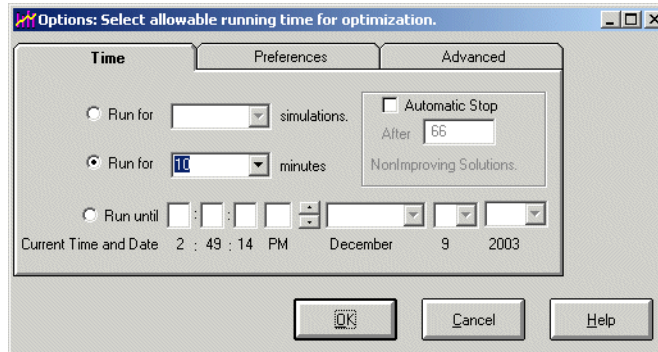 Options: Select allowable running time for optimization.
Time Preferences Advanced
Run for simulations.
Automatic Stop
After 66
NonImproving Solutions.
Run for 10 minutes
Run until : : :
Current Time and Date 2 : 49 : 14 PM December 9 2003
OK Cancel Help